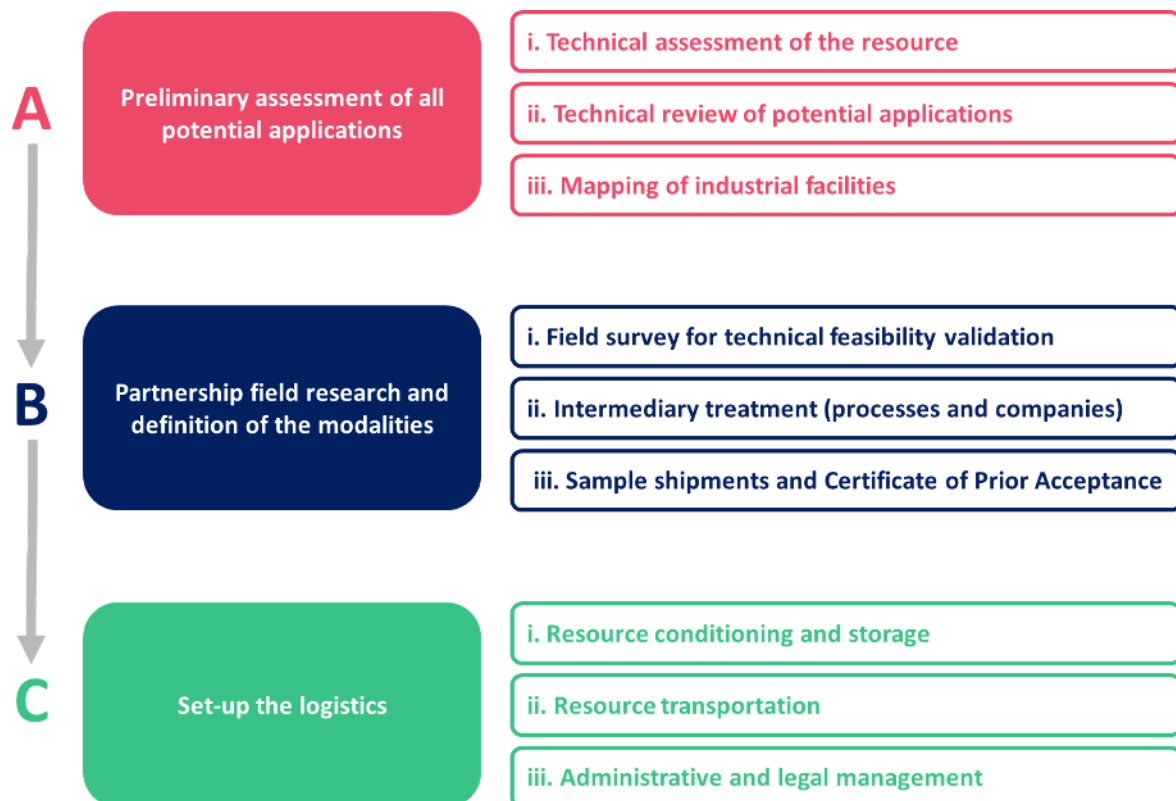 A
Preliminary assessment of all
potential applications
i. Technical assessment of the resource
ii. Technical review of potential applications
iii. Mapping of industrial facilities
B
Partnership field research and
definition of the modalities
i. Field survey for technical feasibility validation
ii. Intermediary treatment (processes and companies)
iii. Sample shipments and Certificate of Prior Acceptance
C
Set-up the logistics
i. Resource conditioning and storage
ii. Resource transportation
iii. Administrative and legal management